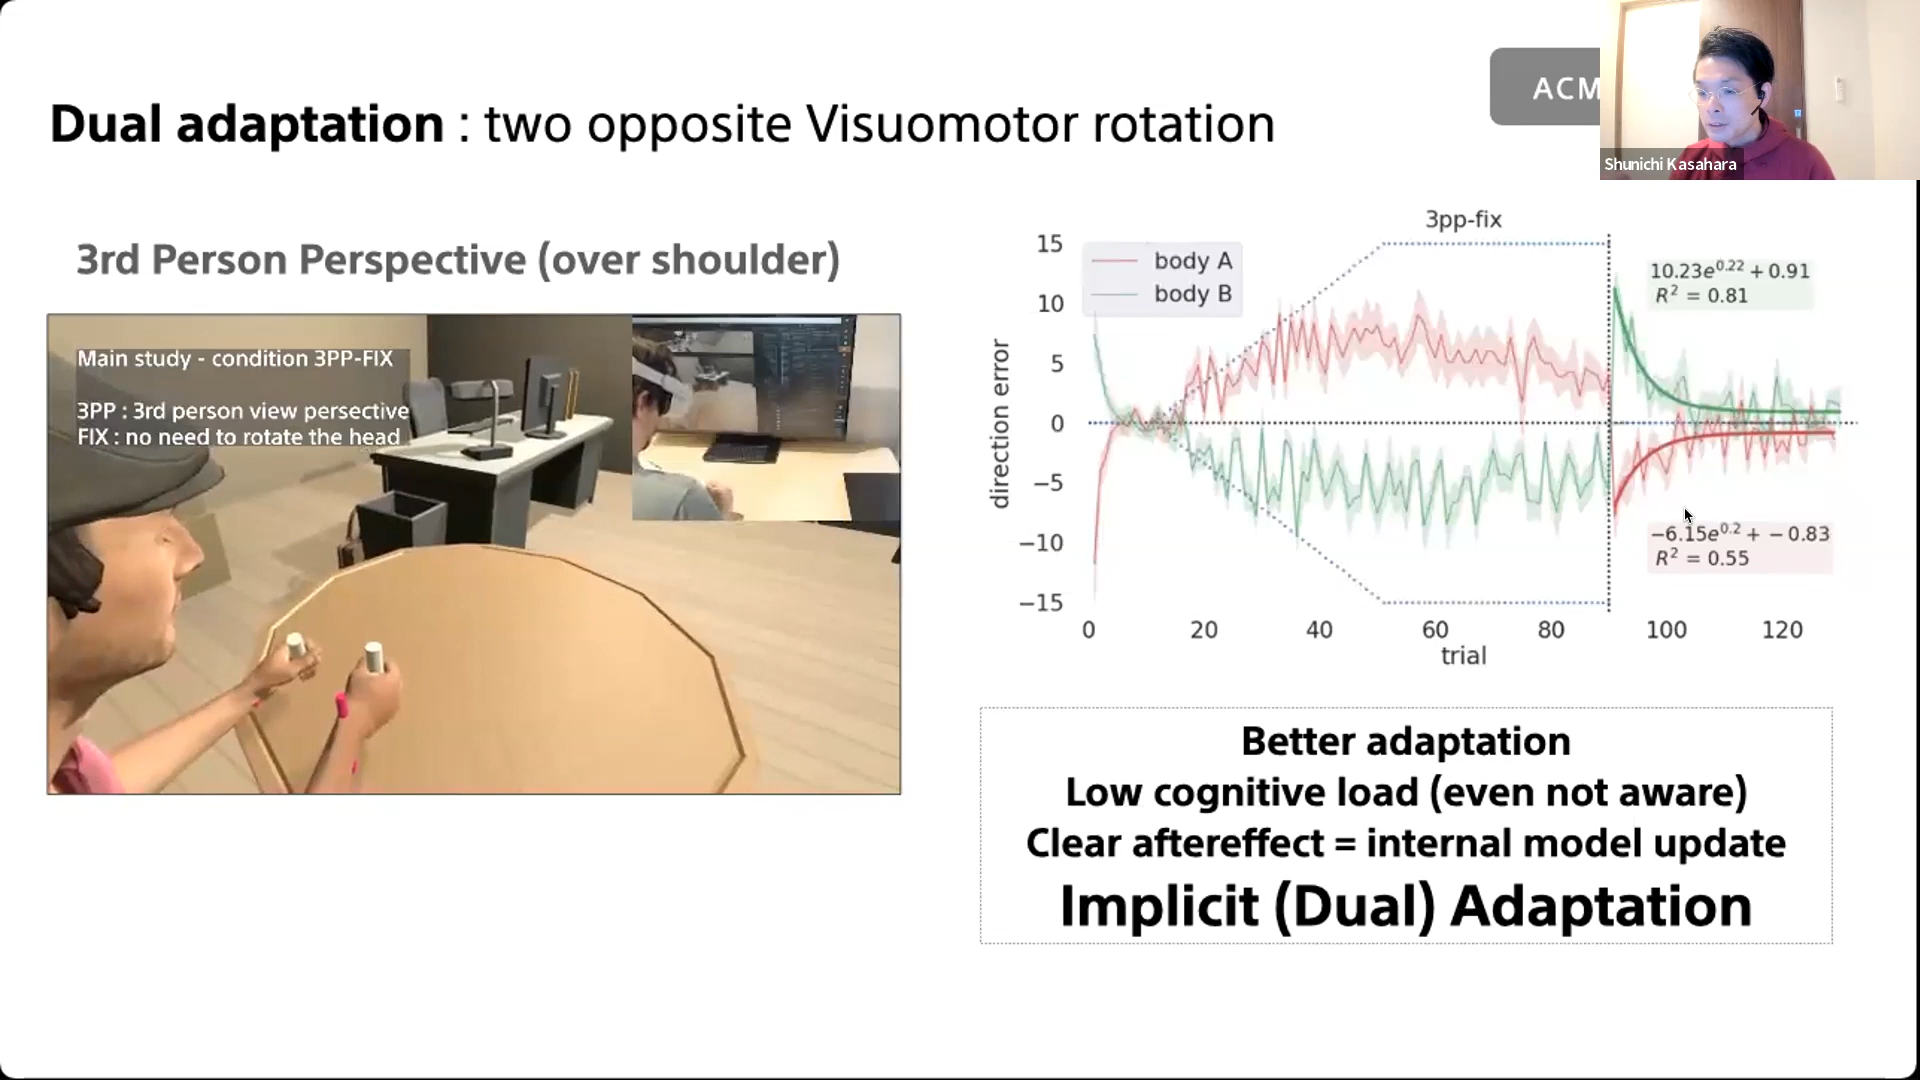 Dual adaptation : two opposite Visuomotor rotation
ACM
Shunichi Kasahara
3rd Person Perspective (over shoulder)
Main study - condition 3PP-FIX
3PP : 3rd person view persective
FIX : no need to rotate the head
3pp-fix
body A
body B
10.23e^0.22 + 0.91
R² = 0.81
−6.15e^0.2 + −0.83
R² = 0.55
direction error
15
10
5
0
−5
−10
−15
0 20 40 60 80 100 120
trial
Better adaptation
Low cognitive load (even not aware)
Clear aftereffect = internal model update
Implicit (Dual) Adaptation